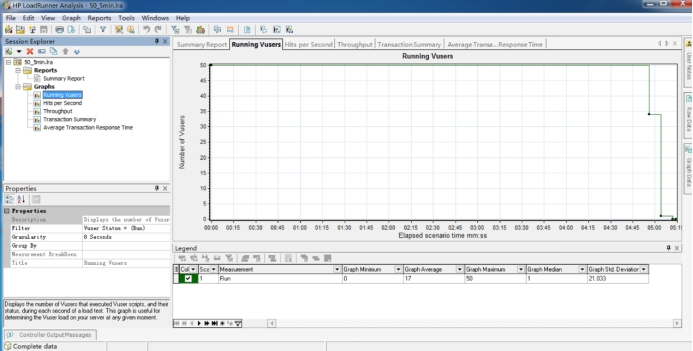 HP LoadRunner Analysis - 50_5min.lra
File Edit View Graph Reports Tools Windows Help
Session Explorer
50_5min.lra
Reports
Summary Report
Graphs
Running Vusers
Hits per Second
Throughput
Transaction Summary
Average Transaction Response Time
Properties
Properties
Description Displays the number of Vuser
Filter Vuser Status = (Run)
Granularity 8 Seconds
Group By
Measurement BreakDown
Title Running Vusers
Displays the number of Vusers that executed Vuser scripts, and their
status, during each second of a load test. This graph is useful for
determining the Vuser load on your server at any given moment.
Summary Report Running Vusers Hits per Second Throughput Transaction Summary Average Transa...Response Time
Running Vusers
Number of Vusers
50
45
40
35
30
25
20
15
10
5
0
00:00 00:15 00:30 00:45 01:00 01:15 01:30 01:45 02:00 02:15 02:30 02:45 03:00 03:15 03:30 03:45 04:00 04:15 04:30 04:45 05:00 05:15
Elapsed scenario time mm:ss
Legend
Col Sca Measurement Graph Minimum Graph Average Graph Maximum Graph Median Graph Std. Deviation
1 Run 0 17 50 1 21.033
User Notes
Raw Data
Graph Data
Controller Output Messages
Complete data